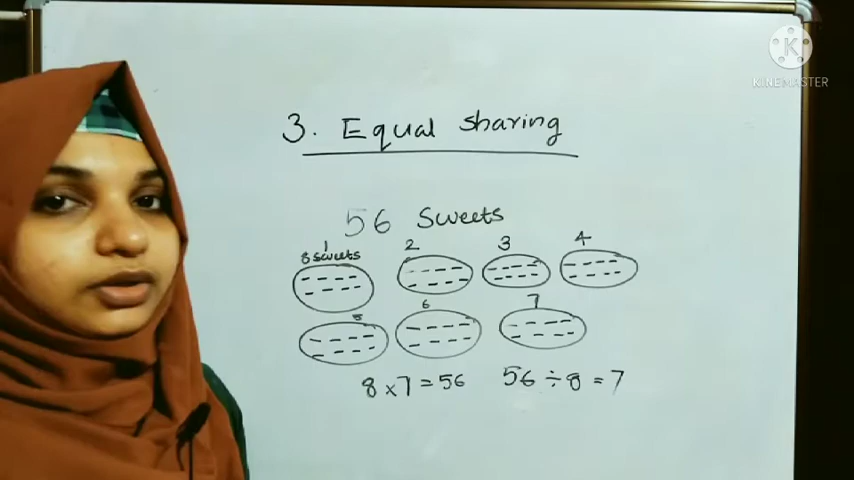 3. Equal sharing
56 Sweets
1 2 3 4
8 sweets
5 6 7
8 x 7 = 56 56 ÷ 8 = 7
K
KINEMASTER